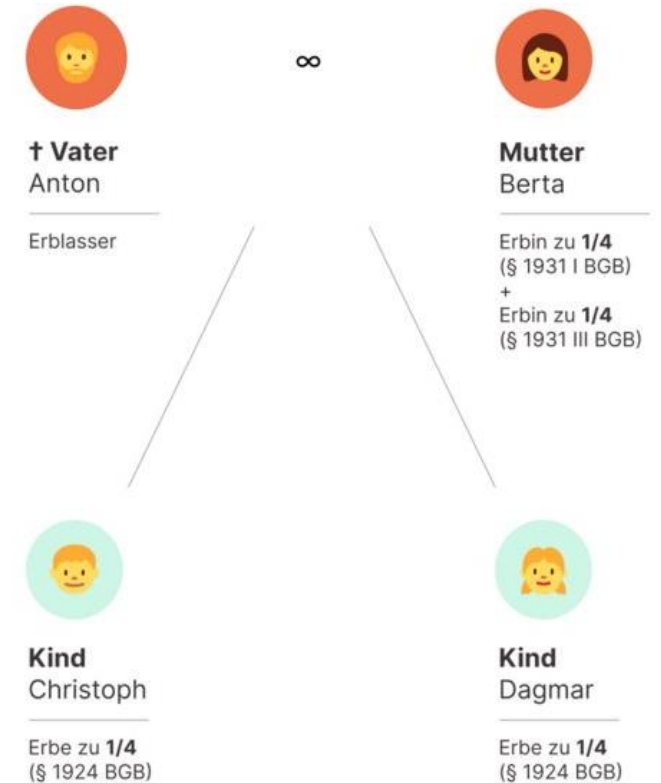 ∞
† Vater
Anton
Erblasser
Mutter
Berta
Erbin zu 1/4
(§ 1931 I BGB)
+
Erbin zu 1/4
(§ 1931 III BGB)
Kind
Christoph
Erbe zu 1/4
(§ 1924 BGB)
Kind
Dagmar
Erbe zu 1/4
(§ 1924 BGB)